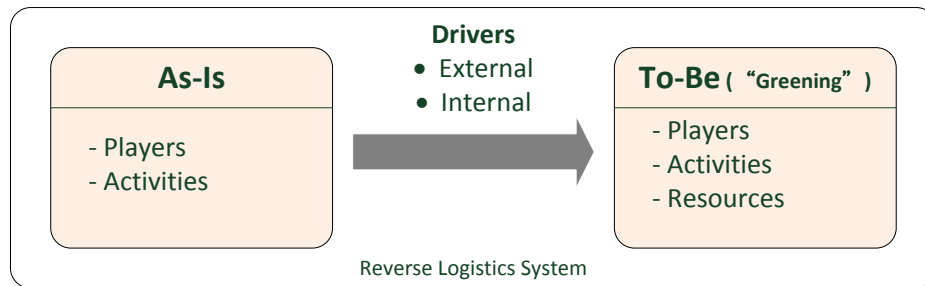 As-Is
- Players
- Activities
Drivers
• External
• Internal
To-Be ( “Greening” )
- Players
- Activities
- Resources
Reverse Logistics System